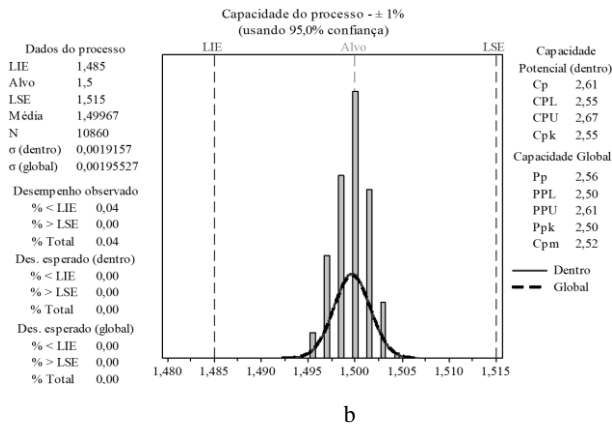 Capacidade do processo - ± 1%
(usando 95,0% confiança)
Dados do processo
LIE 1,485
Alvo 1,5
LSE 1,515
Média 1,49967
N 10860
σ (dentro) 0,0019157
σ (global) 0,00195527
Desempenho observado
% < LIE 0,04
% > LSE 0,00
% Total 0,04
Des. esperado (dentro)
% < LIE 0,00
% > LSE 0,00
% Total 0,00
Des. esperado (global)
% < LIE 0,00
% > LSE 0,00
% Total 0,00
LIE Alvo LSE
1,480 1,485 1,490 1,495 1,500 1,505 1,510 1,515
Capacidade
Potencial (dentro)
Cp 2,61
CPL 2,55
CPU 2,67
Cpk 2,55
Capacidade Global
Pp 2,56
PPL 2,50
PPU 2,61
Ppk 2,50
Cpm 2,52
Dentro
Global
b